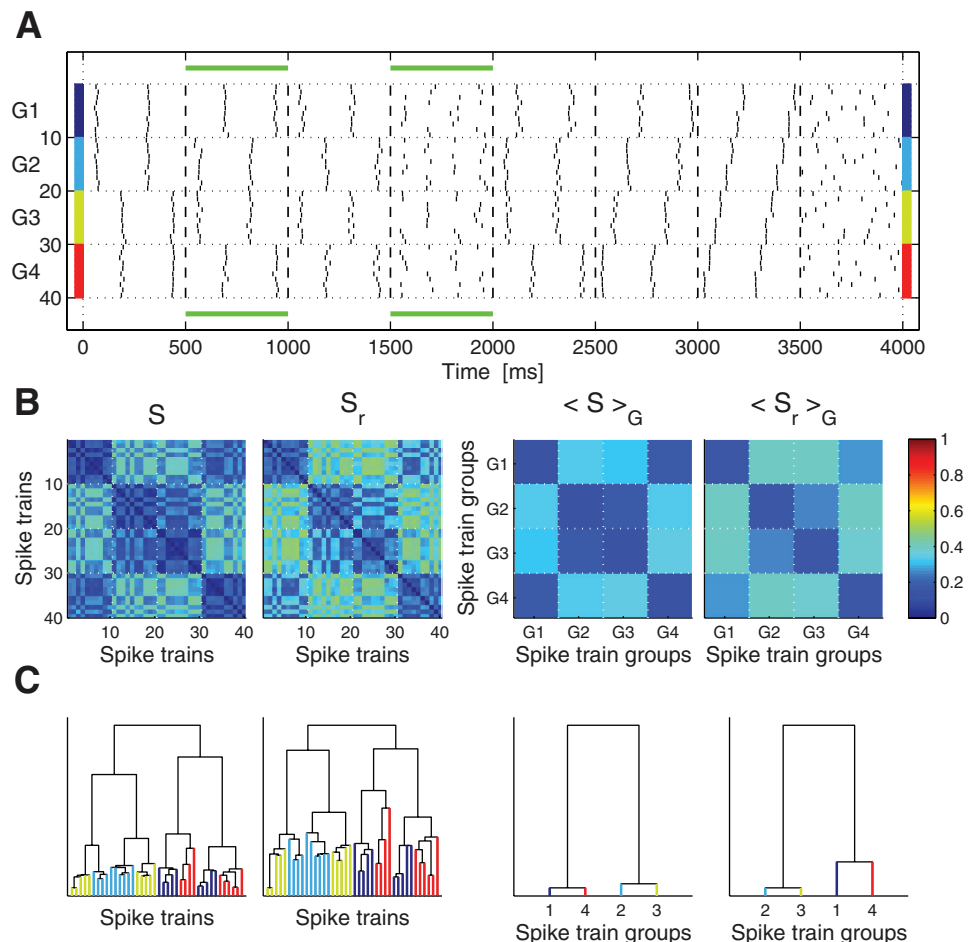 A
G1
10
G2
20
G3
30
G4
40
0 500 1000 1500 2000 2500 3000 3500 4000
Time [ms]
B
S
S_r
< S >_G
< S_r >_G
Spike trains
10
20
30
40
10 20 30 40
Spike trains
10 20 30 40
Spike trains
Spike train groups
G1
G2
G3
G4
G1 G2 G3 G4
Spike train groups
G1 G2 G3 G4
Spike train groups
1
0.8
0.6
0.4
0.2
0
C
Spike trains
Spike trains
1 4 2 3
Spike train groups
2 3 1 4
Spike train groups